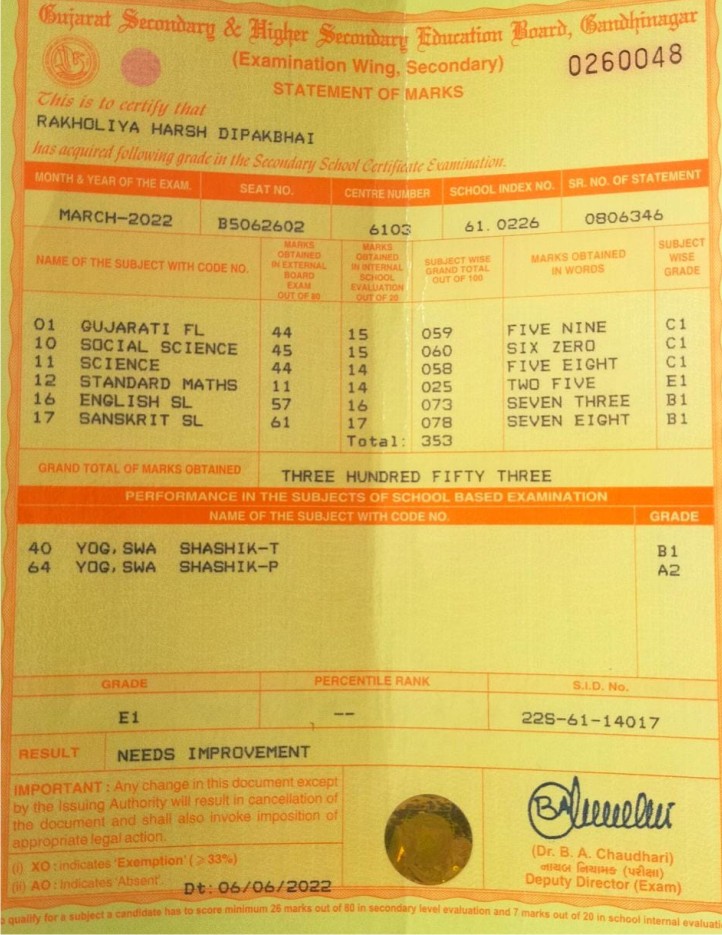 Gujarat Secondary & Higher Secondary Education Board, Gandhinagar
(Examination Wing, Secondary)
0260048
STATEMENT OF MARKS
This is to certify that
RAKHOLIYA HARSH DIPAKBHAI
has acquired following grade in the Secondary School Certificate Examination.
MONTH & YEAR OF THE EXAM. SEAT NO. CENTRE NUMBER SCHOOL INDEX NO. SR. NO. OF STATEMENT
MARCH-2022 B5062602 6103 61.0226 0806346
NAME OF THE SUBJECT WITH CODE NO. MARKS OBTAINED IN EXTERNAL BOARD EXAM OUT OF 80 MARKS OBTAINED IN INTERNAL SCHOOL EVALUATION OUT OF 20 SUBJECT WISE GRAND TOTAL OUT OF 100 MARKS OBTAINED IN WORDS SUBJECT WISE GRADE
01 GUJARATI FL 44 15 059 FIVE NINE C1
10 SOCIAL SCIENCE 45 15 060 SIX ZERO C1
11 SCIENCE 44 14 058 FIVE EIGHT C1
12 STANDARD MATHS 11 14 025 TWO FIVE E1
16 ENGLISH SL 57 16 073 SEVEN THREE B1
17 SANSKRIT SL 61 17 078 SEVEN EIGHT B1
Total: 353
GRAND TOTAL OF MARKS OBTAINED THREE HUNDRED FIFTY THREE
PERFORMANCE IN THE SUBJECTS OF SCHOOL BASED EXAMINATION
NAME OF THE SUBJECT WITH CODE NO. GRADE
40 YOG,SWA SHASHIK-T B1
64 YOG,SWA SHASHIK-P A2
GRADE PERCENTILE RANK S.I.D. No.
E1 -- 22S-61-14017
RESULT NEEDS IMPROVEMENT
IMPORTANT : Any change in this document except
by the Issuing Authority will result in cancellation of
the document and shall also invoke imposition of
appropriate legal action.
(i) XO : indicates 'Exemption' (≥33%)
(ii) AO : Indicates 'Absent'.
Dt: 06/06/2022
(Dr. B. A. Chaudhari)
નાયબ નિયામક (પરીક્ષા)
Deputy Director (Exam)
qualify for a subject a candidate has to score minimum 26 marks out of 80 in secondary level evaluation and 7 marks out of 20 in school internal